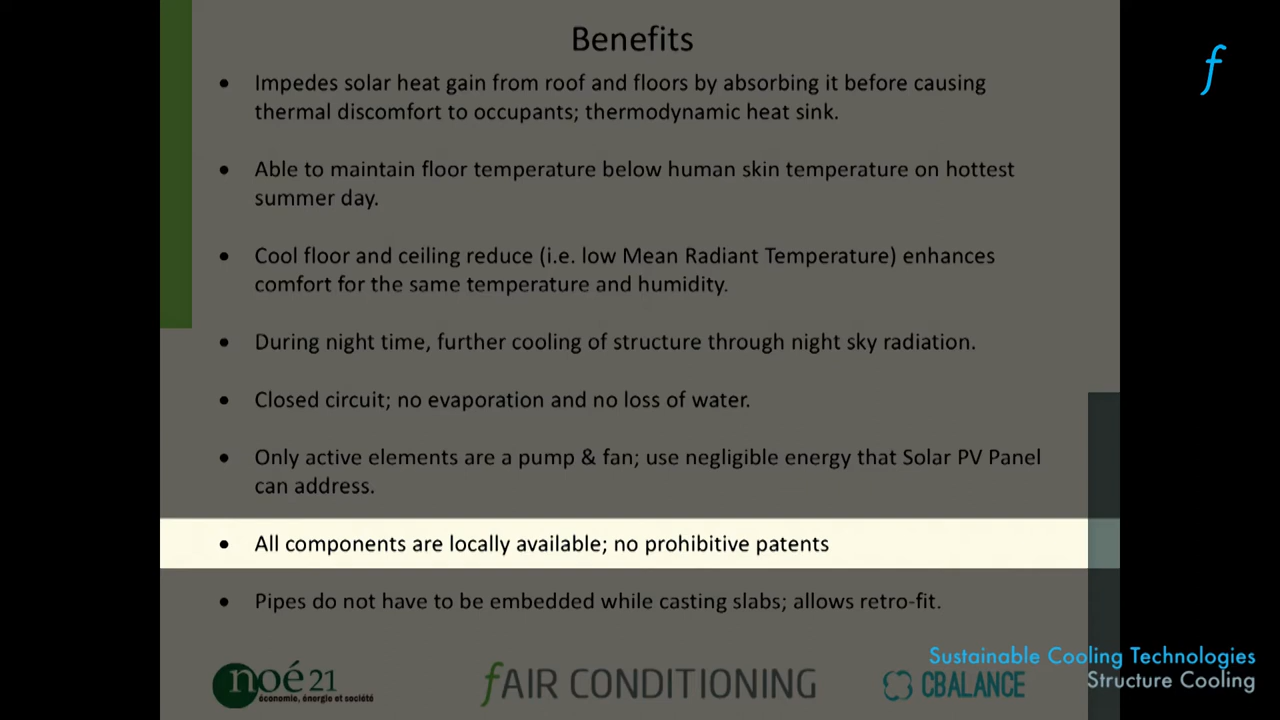 Benefits
f
• Impedes solar heat gain from roof and floors by absorbing it before causing
thermal discomfort to occupants; thermodynamic heat sink.
• Able to maintain floor temperature below human skin temperature on hottest
summer day.
• Cool floor and ceiling reduce (i.e. low Mean Radiant Temperature) enhances
comfort for the same temperature and humidity.
• During night time, further cooling of structure through night sky radiation.
• Closed circuit; no evaporation and no loss of water.
• Only active elements are a pump & fan; use negligible energy that Solar PV Panel
can address.
• All components are locally available; no prohibitive patents
• Pipes do not have to be embedded while casting slabs; allows retro-fit.
noé21
économie, énergie et société
fAIR CONDITIONING
CBALANCE
Sustainable Cooling Technologies
Structure Cooling